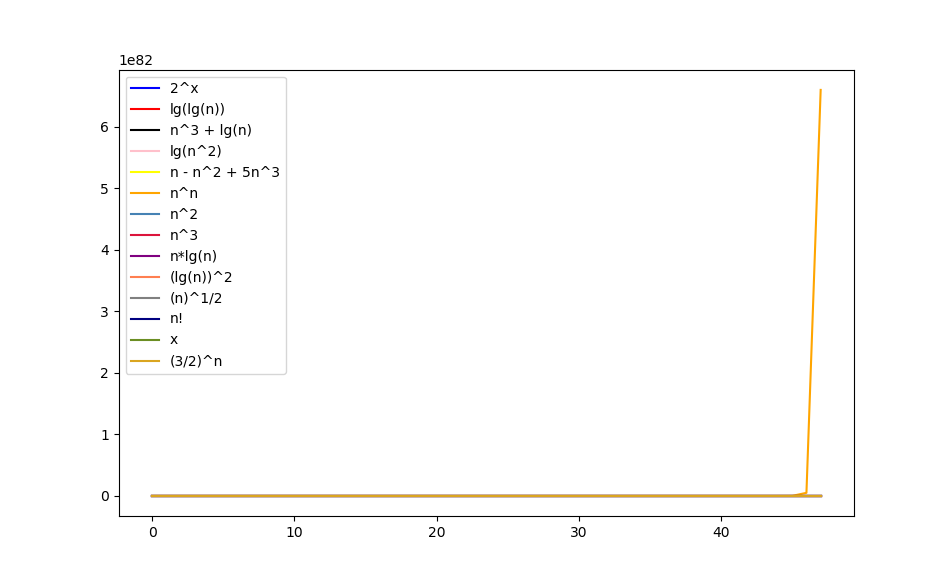 1e82
2^x
lg(lg(n))
n^3 + lg(n)
lg(n^2)
n - n^2 + 5n^3
n^n
n^2
n^3
n*lg(n)
(lg(n))^2
(n)^1/2
n!
x
(3/2)^n
6
5
4
3
2
1
0
0 10 20 30 40